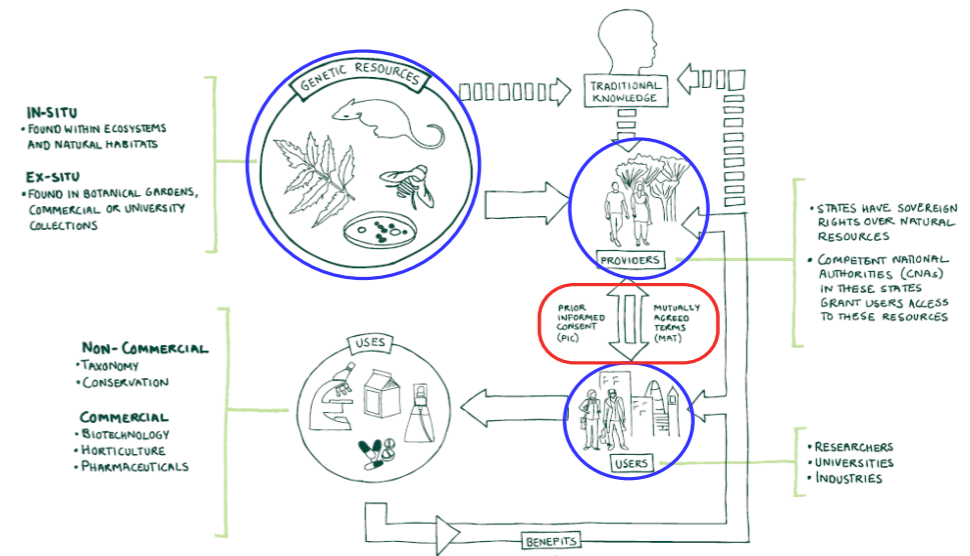 GENETIC RESOURCES
TRADITIONAL
KNOWLEDGE
IN-SITU
• FOUND WITHIN ECOSYSTEMS
AND NATURAL HABITATS
EX-SITU
• FOUND IN BOTANICAL GARDENS,
COMMERCIAL OR UNIVERSITY
COLLECTIONS
PROVIDERS
• STATES HAVE SOVEREIGN
RIGHTS OVER NATURAL
RESOURCES
• COMPETENT NATIONAL
AUTHORITIES (CNAs)
IN THESE STATES
GRANT USERS ACCESS
TO THESE RESOURCES
PRIOR
INFORMED
CONSENT
(PIC)
MUTUALLY
AGREED
TERMS
(MAT)
USES
NON-COMMERCIAL
• TAXONOMY
• CONSERVATION
COMMERCIAL
• BIOTECHNOLOGY
• HORTICULTURE
• PHARMACEUTICALS
USERS
• RESEARCHERS
• UNIVERSITIES
• INDUSTRIES
BENEFITS